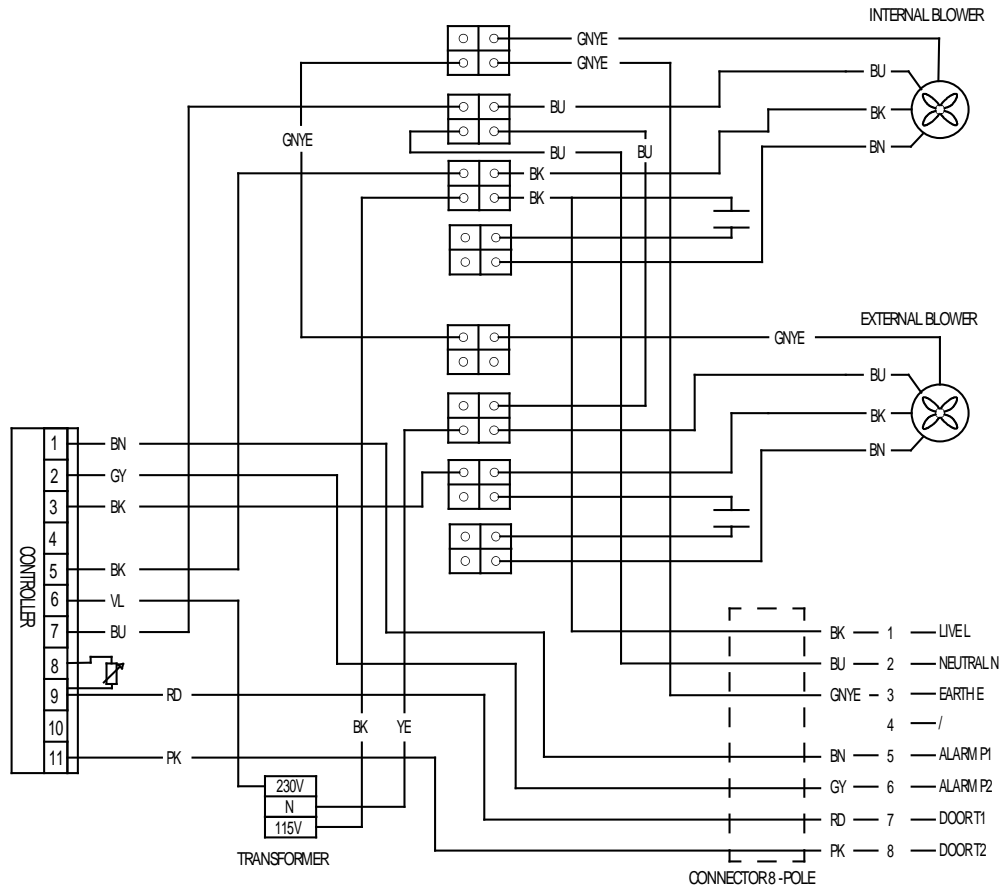 INTERNAL BLOWER
GNYE
GNYE
BU
BU
BK
GNYE
BU
BU
BN
BK
BK
EXTERNAL BLOWER
GNYE
BU
BK
BN
CONTROLLER
1 BN
2 GY
3 BK
4
5 BK
6 VL
7 BU
8
9 RD
10
11 PK
BK YE
230V
N
115V
TRANSFORMER
BK 1 LIVE L
BU 2 NEUTRAL N
GNYE 3 EARTH E
4 /
BN 5 ALARM P1
GY 6 ALARM P2
RD 7 DOOR T1
PK 8 DOOR T2
CONNECTOR 8-POLE